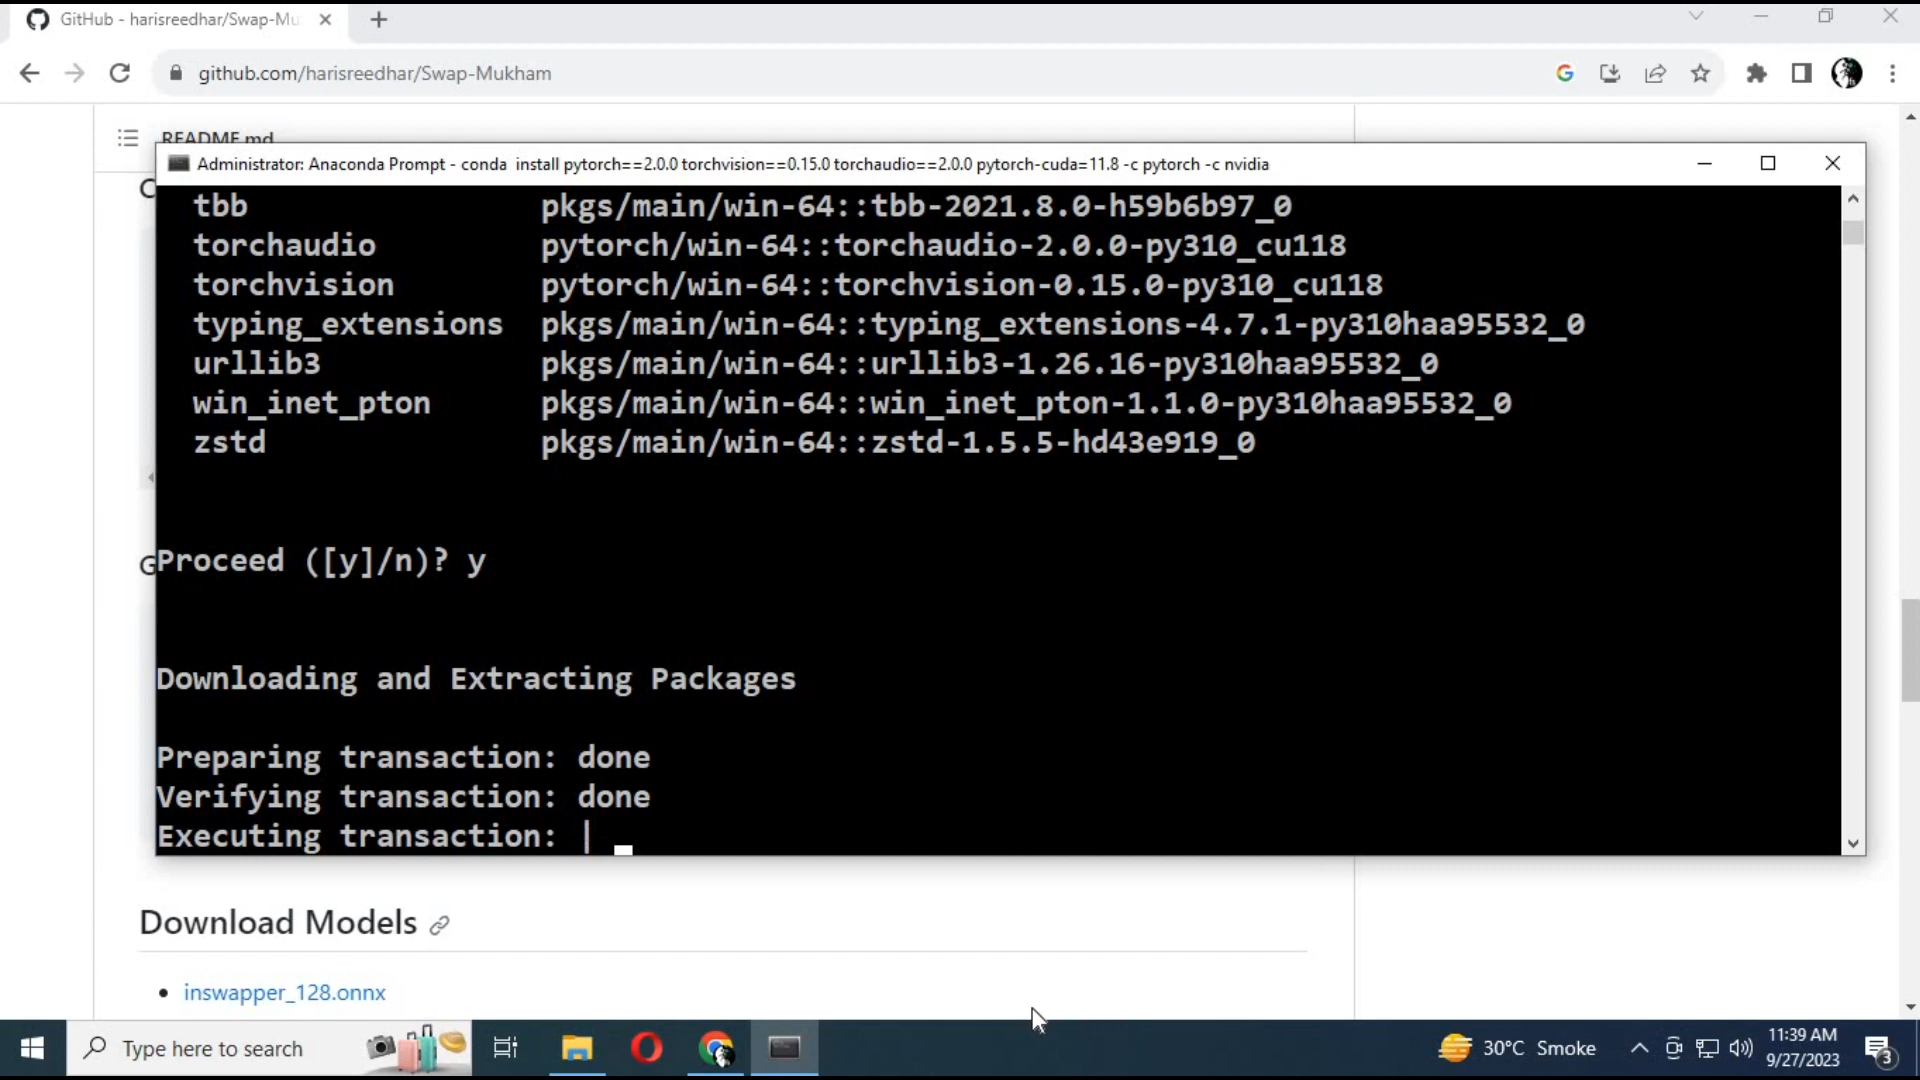 GitHub - harisreedhar/Swap-Mu
github.com/harisreedhar/Swap-Mukham
README.md
Administrator: Anaconda Prompt - conda  install pytorch==2.0.0 torchvision==0.15.0 torchaudio==2.0.0 pytorch-cuda=11.8 -c pytorch -c nvidia
tbb pkgs/main/win-64::tbb-2021.8.0-h59b6b97_0
torchaudio pytorch/win-64::torchaudio-2.0.0-py310_cu118
torchvision pytorch/win-64::torchvision-0.15.0-py310_cu118
typing_extensions pkgs/main/win-64::typing_extensions-4.7.1-py310haa95532_0
urllib3 pkgs/main/win-64::urllib3-1.26.16-py310haa95532_0
win_inet_pton pkgs/main/win-64::win_inet_pton-1.1.0-py310haa95532_0
zstd pkgs/main/win-64::zstd-1.5.5-hd43e919_0
Proceed ([y]/n)? y
Downloading and Extracting Packages
Preparing transaction: done
Verifying transaction: done
Executing transaction: |
Download Models
• inswapper_128.onnx
Type here to search
30°C Smoke
11:39 AM
9/27/2023
3